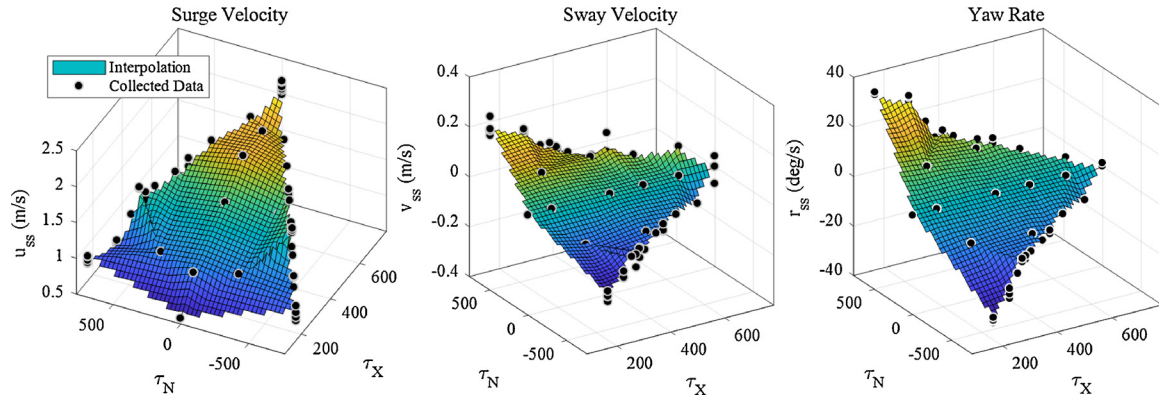 Surge Velocity
Interpolation
Collected Data
2.5
2
1.5
1
0.5
u_ss (m/s)
500
0
-500
τ_N
200
400
600
τ_X
Sway Velocity
0.4
0.2
0
-0.2
-0.4
v_ss (m/s)
500
0
-500
τ_N
200
400
600
τ_X
Yaw Rate
40
20
0
-20
-40
r_ss (deg/s)
500
0
-500
τ_N
200
400
600
τ_X